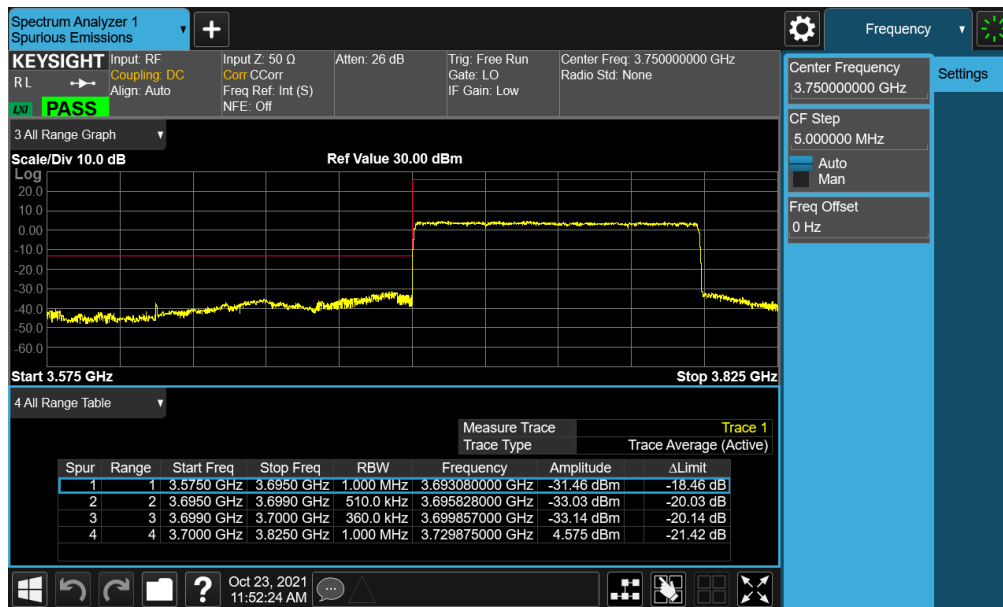 Spectrum Analyzer 1
Spurious Emissions
Frequency
KEYSIGHT
R L
LXI
PASS
Input: RF
Coupling: DC
Align: Auto
Input Z: 50 Ω
Corr CCorr
Freq Ref: Int (S)
NFE: Off
Atten: 26 dB
Trig: Free Run
Gate: LO
IF Gain: Low
Center Freq: 3.750000000 GHz
Radio Std: None
Center Frequency
3.750000000 GHz
Settings
CF Step
5.000000 MHz
Auto
Man
Freq Offset
0 Hz
3 All Range Graph
Scale/Div 10.0 dB
Ref Value 30.00 dBm
Log
20.0
10.0
0.00
-10.0
-20.0
-30.0
-40.0
-50.0
-60.0
Start 3.575 GHz
Stop 3.825 GHz
4 All Range Table
Measure Trace Trace 1
Trace Type Trace Average (Active)
Spur Range Start Freq Stop Freq RBW Frequency Amplitude ΔLimit
1 1 3.5750 GHz 3.6950 GHz 1.000 MHz 3.693080000 GHz -31.46 dBm -18.46 dB
2 2 3.6950 GHz 3.6990 GHz 510.0 kHz 3.695828000 GHz -33.03 dBm -20.03 dB
3 3 3.6990 GHz 3.7000 GHz 360.0 kHz 3.699857000 GHz -33.14 dBm -20.14 dB
4 4 3.7000 GHz 3.8250 GHz 1.000 MHz 3.729875000 GHz 4.575 dBm -21.42 dB
?
Oct 23, 2021
11:52:24 AM